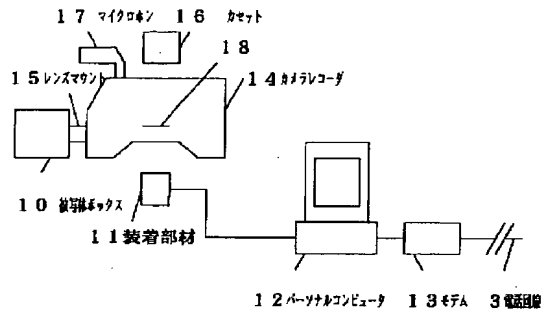 17 マイクロホン 16 カセット
18
15 レンズマウント 14 カメラレコーダ
10 被写体ボックス
11 装着部材
12 パーソナルコンピュータ 13 モデム 3 電話回線